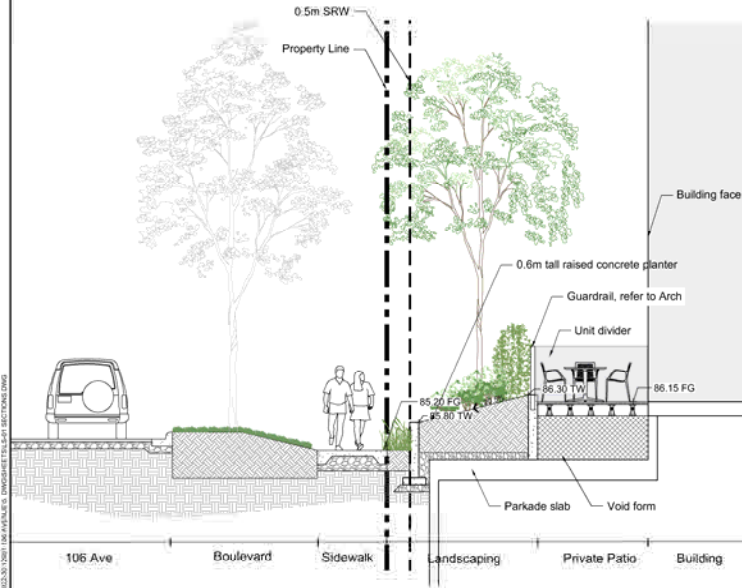 0.5m SRW
Property Line
Building face
0.6m tall raised concrete planter
Guardrail, refer to Arch
Unit divider
86.30 TW
86.15 FG
85.20 FG
85.80 TW
Parkade slab
Void form
106 Ave
Boulevard
Sidewalk
Landscaping
Private Patio
Building